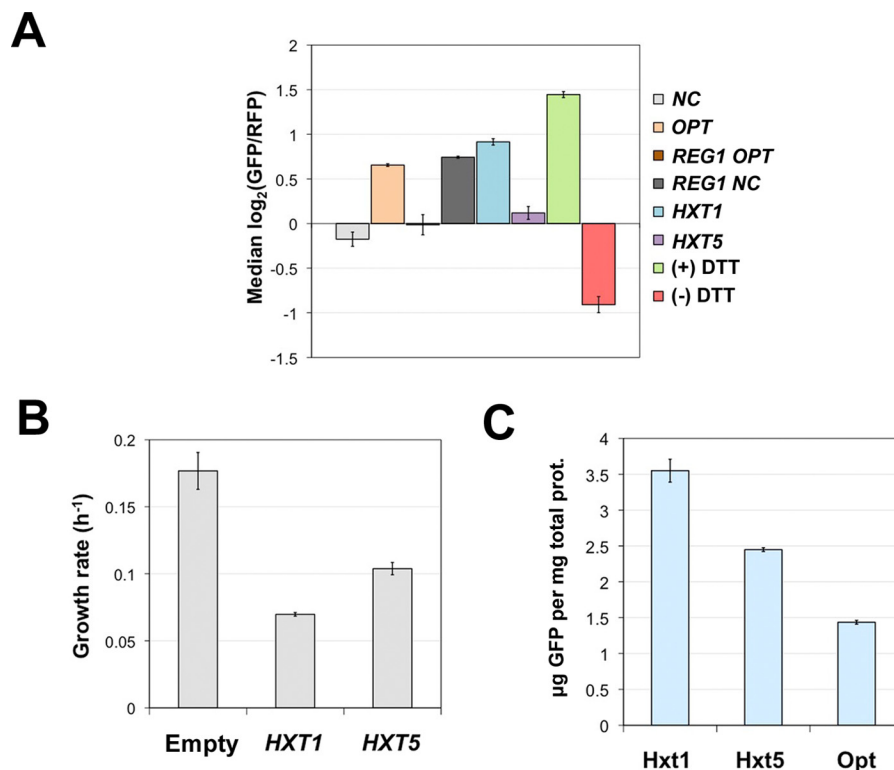 A
Median log2(GFP/RFP)
2
1.5
1
0.5
0
-0.5
-1
-1.5
NC
OPT
REG1 OPT
REG1 NC
HXT1
HXT5
(+) DTT
(-) DTT
B
Growth rate (h-1)
0.2
0.15
0.1
0.05
0
Empty HXT1 HXT5
C
µg GFP per mg total prot.
4
3.5
3
2.5
2
1.5
1
0.5
0
Hxt1 Hxt5 Opt